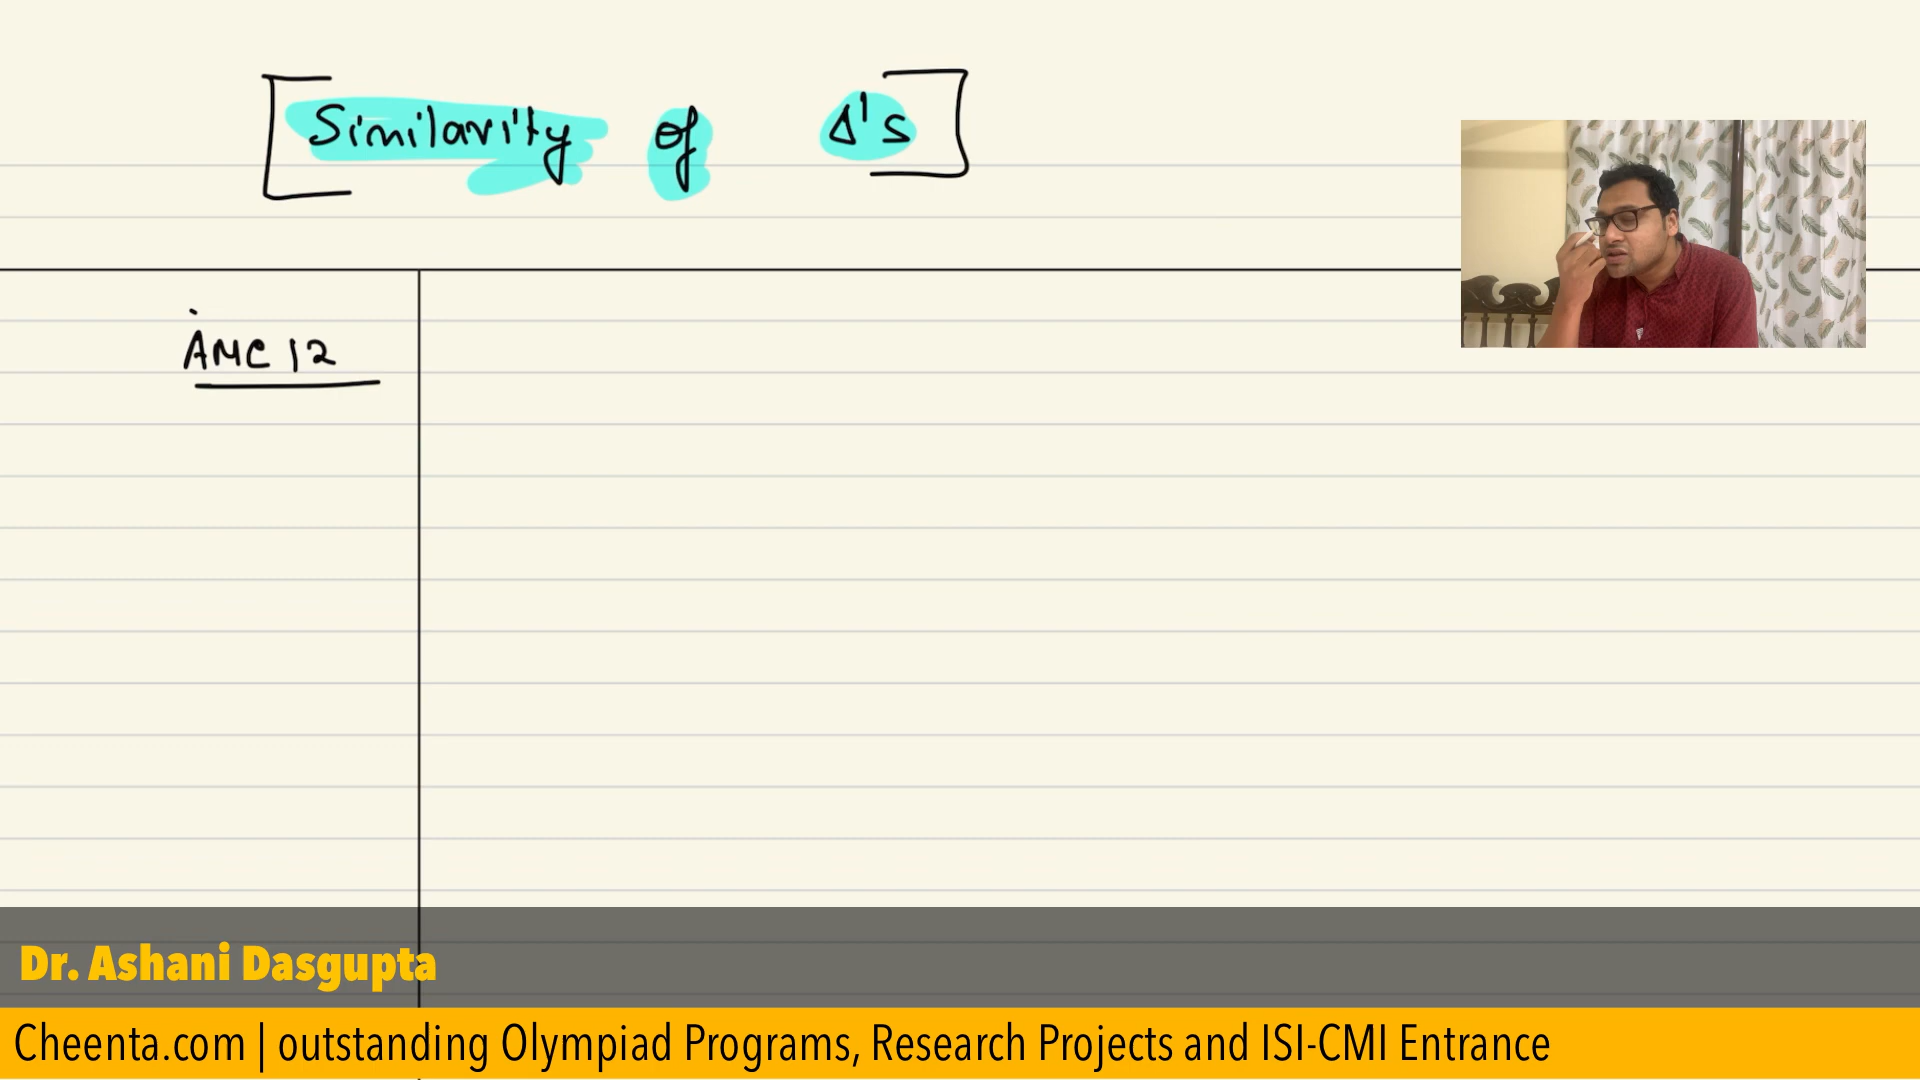 Similarity of Δ's
AMC 12
Dr. Ashani Dasgupta
Cheenta.com | outstanding Olympiad Programs, Research Projects and ISI-CMI Entrance